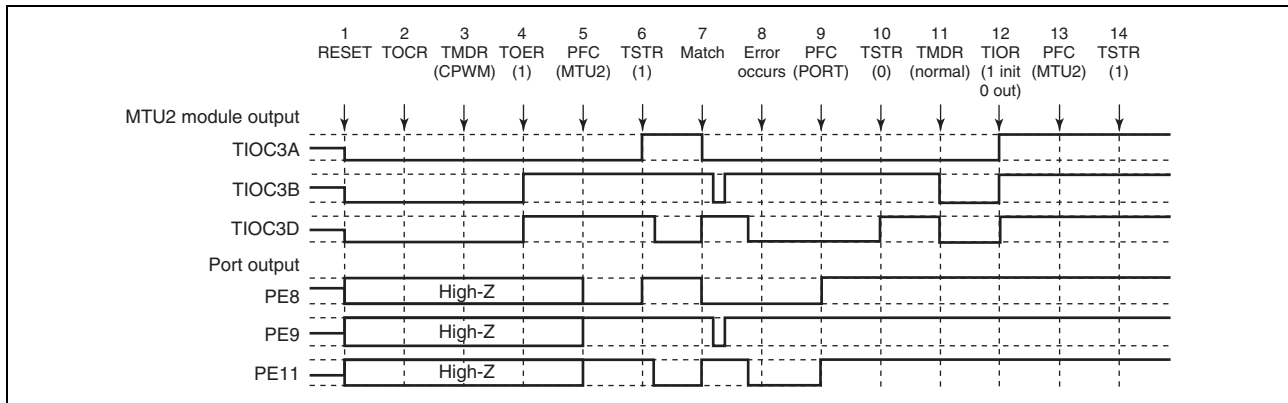 1 2 3 4 5 6 7 8 9 10 11 12 13 14
RESET TOCR TMDR TOER PFC TSTR Match Error PFC TSTR TMDR TIOR PFC TSTR
(CPWM) (1) (MTU2) (1) occurs (PORT) (0) (normal) (1 init (MTU2) (1)
0 out)
MTU2 module output
TIOC3A
TIOC3B
TIOC3D
Port output
PE8 High-Z
PE9 High-Z
PE11 High-Z